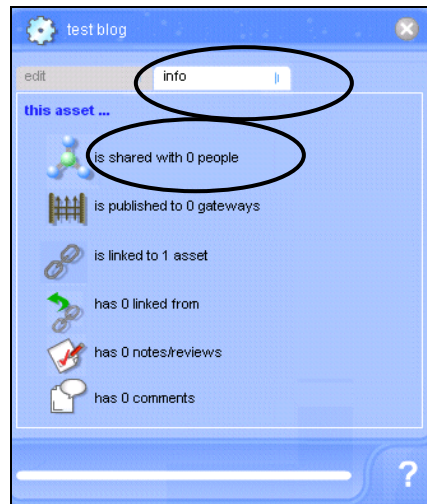 test blog
edit
info
this asset ...
is shared with 0 people
is published to 0 gateways
is linked to 1 asset
has 0 linked from
has 0 notes/reviews
has 0 comments
?